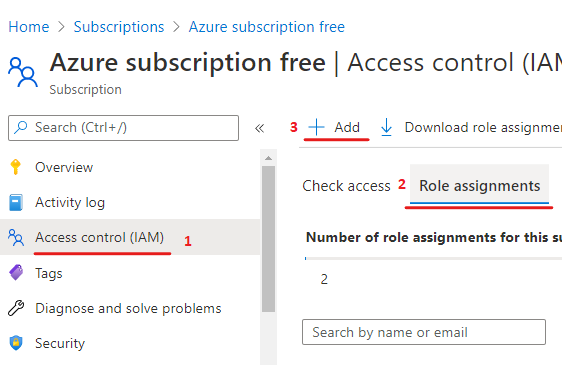 Home > Subscriptions > Azure subscription free
Azure subscription free | Access control (IAM
Subscription
Search (Ctrl+/)
«
3 + Add
Download role assignme
Overview
Activity log
Access control (IAM) 1
Tags
Diagnose and solve problems
Security
Check access 2 Role assignments
Number of role assignments for this su
2
Search by name or email